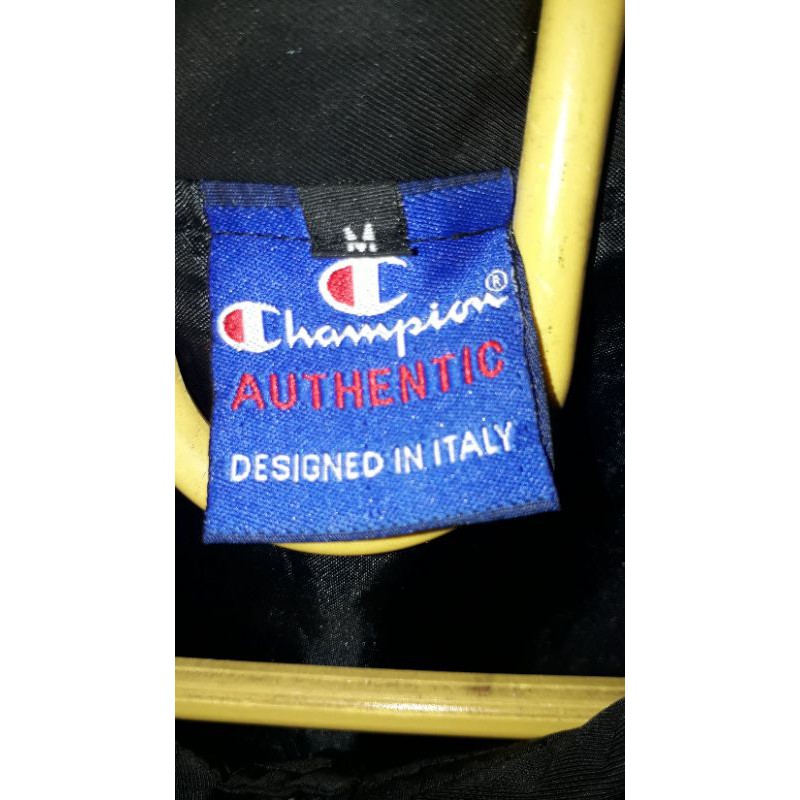 M
Champion®
AUTHENTIC
DESIGNED IN ITALY